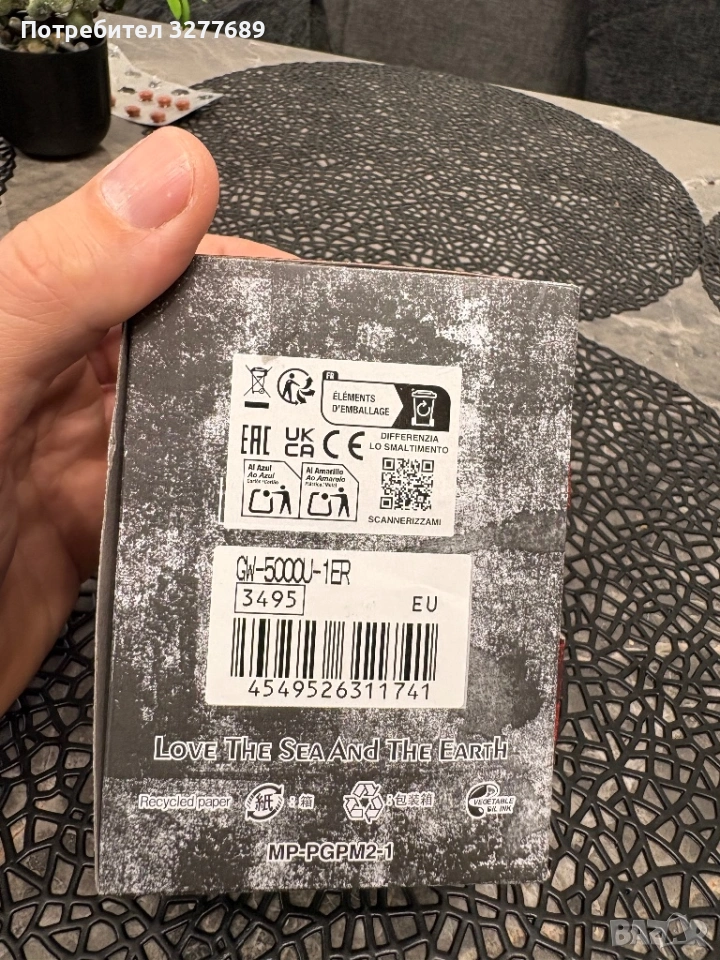 Потребител 3277689
FR
ÉLÉMENTS
D'EMBALLAGE
EAC UK CA CE
DIFFERENZIA
LO SMALTIMENTO
Al Azul
Ao Azul
Al Amarillo
Ao Amarelo
SCANNERIZZAMI
GW-5000U-1ER
3495 EU
4549526311741
LOVE THE SEA AND THE EARTH
Recycled paper 紙 : 箱 : 包装箱 VEGETABLE OIL INK
MP-PGPM2-1
BAZAR